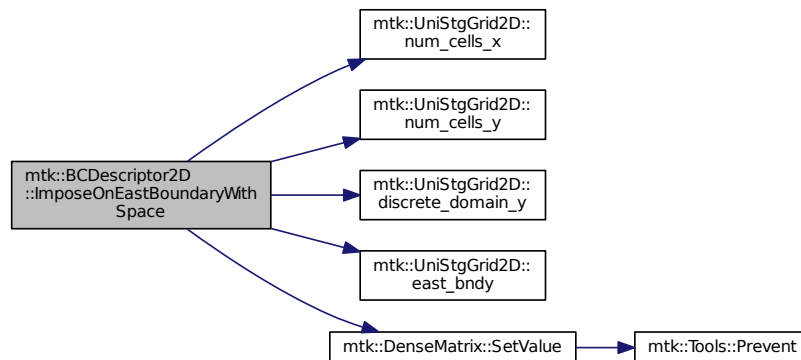 mtk::UniStgGrid2D::
num_cells_x
mtk::UniStgGrid2D::
num_cells_y
mtk::BCDescriptor2D
::ImposeOnEastBoundaryWith
Space
mtk::UniStgGrid2D::
discrete_domain_y
mtk::UniStgGrid2D::
east_bndy
mtk::DenseMatrix::SetValue
mtk::Tools::Prevent